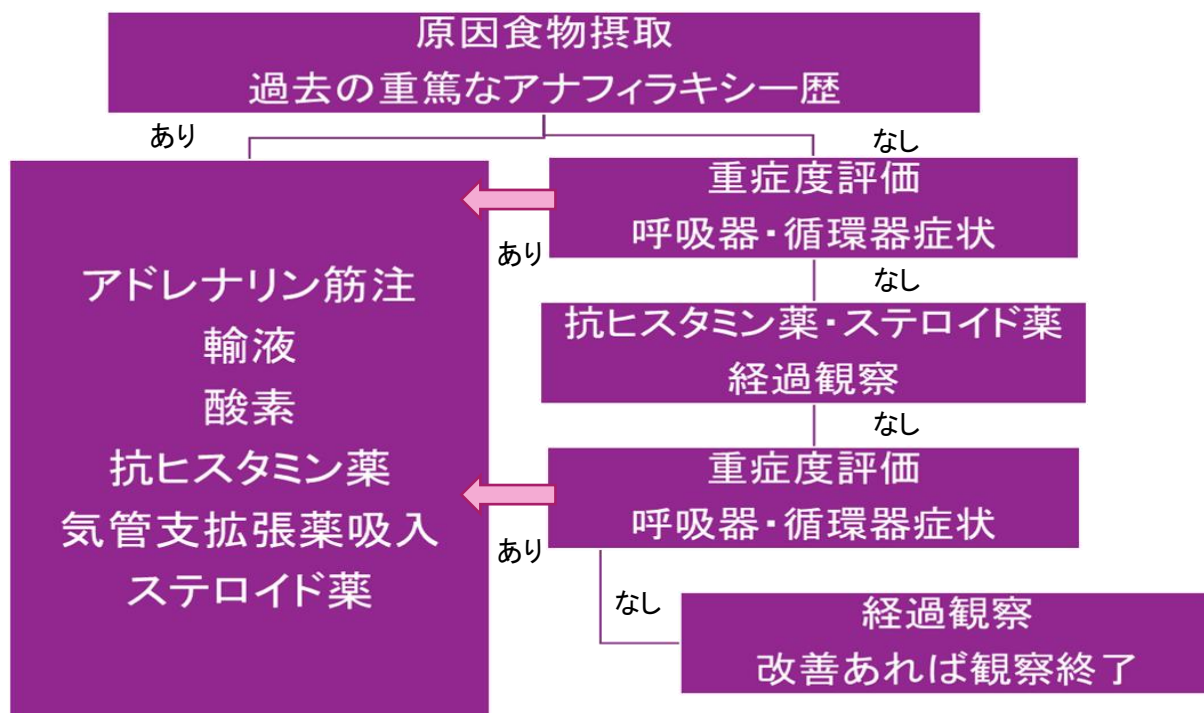 原因食物摂取
過去の重篤なアナフィラキシー歴
あり
なし
重症度評価
呼吸器・循環器症状
あり
なし
アドレナリン筋注
輸液
酸素
抗ヒスタミン薬
気管支拡張薬吸入
ステロイド薬
抗ヒスタミン薬・ステロイド薬
経過観察
なし
重症度評価
呼吸器・循環器症状
あり
なし
経過観察
改善あれば観察終了